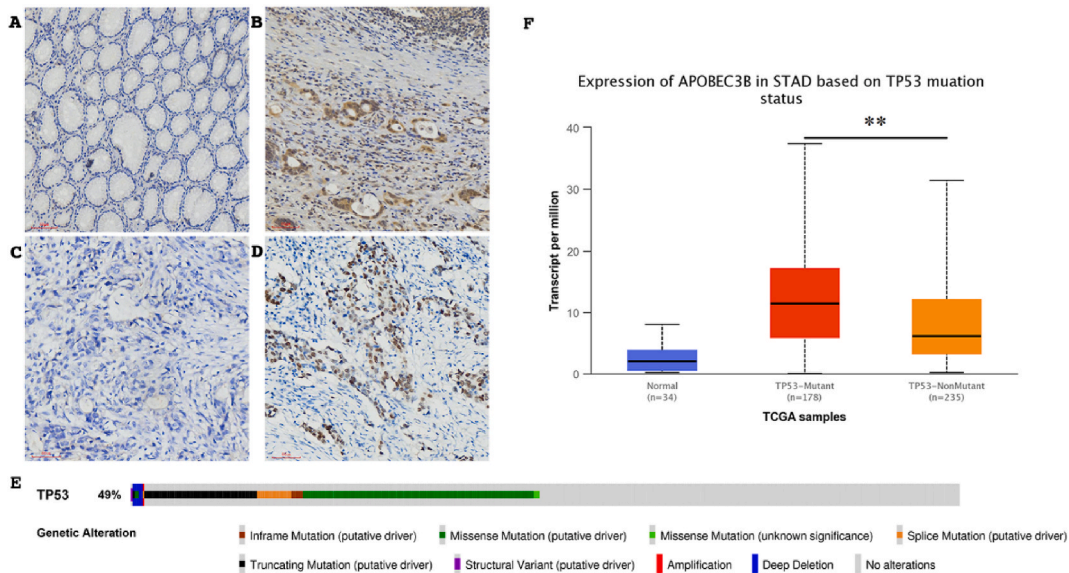 A
B
C
D
F
Expression of APOBEC3B in STAD based on TP53 muation
status
Transcript per million
40
30
20
10
0
Normal
(n=34)
TP53-Mutant
(n=178)
TP53-NonMutant
(n=235)
**
TCGA samples
E
TP53 49%
Genetic Alteration
Inframe Mutation (putative driver) Missense Mutation (putative driver) Missense Mutation (unknown significance) Splice Mutation (putative driver)
Truncating Mutation (putative driver) Structural Variant (putative driver) Amplification Deep Deletion No alterations